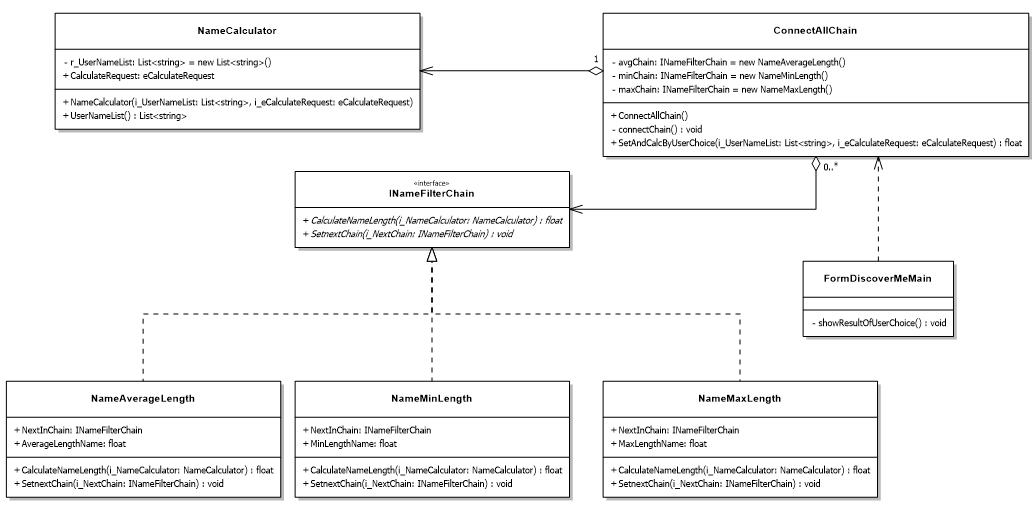 NameCalculator
- r_UserNameList: List<string> = new List<string>()
+ CalculateRequest: eCalculateRequest
+ NameCalculator(i_UserNameList: List<string>, i_eCalculateRequest: eCalculateRequest)
+ UserNameList() : List<string>
1
ConnectAllChain
- avgChain: INameFilterChain = new NameAverageLength()
- minChain: INameFilterChain = new NameMinLength()
- maxChain: INameFilterChain = new NameMaxLength()
+ ConnectAllChain()
- connectChain() : void
+ SetAndCalcByUserChoice(i_UserNameList: List<string>, i_eCalculateRequest: eCalculateRequest) : float
0..*
«interface»
INameFilterChain
+ CalculateNameLength(i_NameCalculator: NameCalculator) : float
+ SetnextChain(i_NextChain: INameFilterChain) : void
FormDiscoverMeMain
- showResultOfUserChoice() : void
NameAverageLength
+ NextInChain: INameFilterChain
+ AverageLengthName: float
+ CalculateNameLength(i_NameCalculator: NameCalculator) : float
+ SetnextChain(i_NextChain: INameFilterChain) : void
NameMinLength
+ NextInChain: INameFilterChain
+ MinLengthName: float
+ CalculateNameLength(i_NameCalculator: NameCalculator) : float
+ SetnextChain(i_NextChain: INameFilterChain) : void
NameMaxLength
+ NextInChain: INameFilterChain
+ MaxLengthName: float
+ CalculateNameLength(i_NameCalculator: NameCalculator) : float
+ SetnextChain(i_NextChain: INameFilterChain) : void